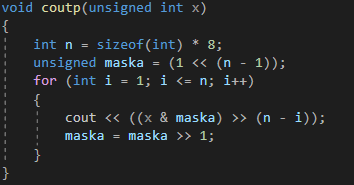 void coutp(unsigned int x)
{
int n = sizeof(int) * 8;
unsigned maska = (1 << (n - 1));
for (int i = 1; i <= n; i++)
{
cout << ((x & maska) >> (n - i));
maska = maska >> 1;
}
}